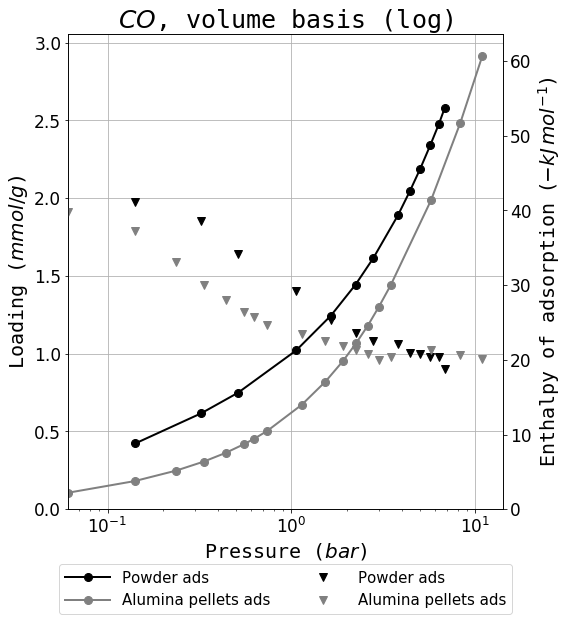 CO, volume basis (log)
3.0
2.5
2.0
1.5
1.0
0.5
0.0
Loading (mmol/g)
60
50
40
30
20
10
0
Enthalpy of adsorption (−kJ mol⁻¹)
10⁻¹ 10⁰ 10¹
Pressure (bar)
Powder ads Powder ads
Alumina pellets ads Alumina pellets ads